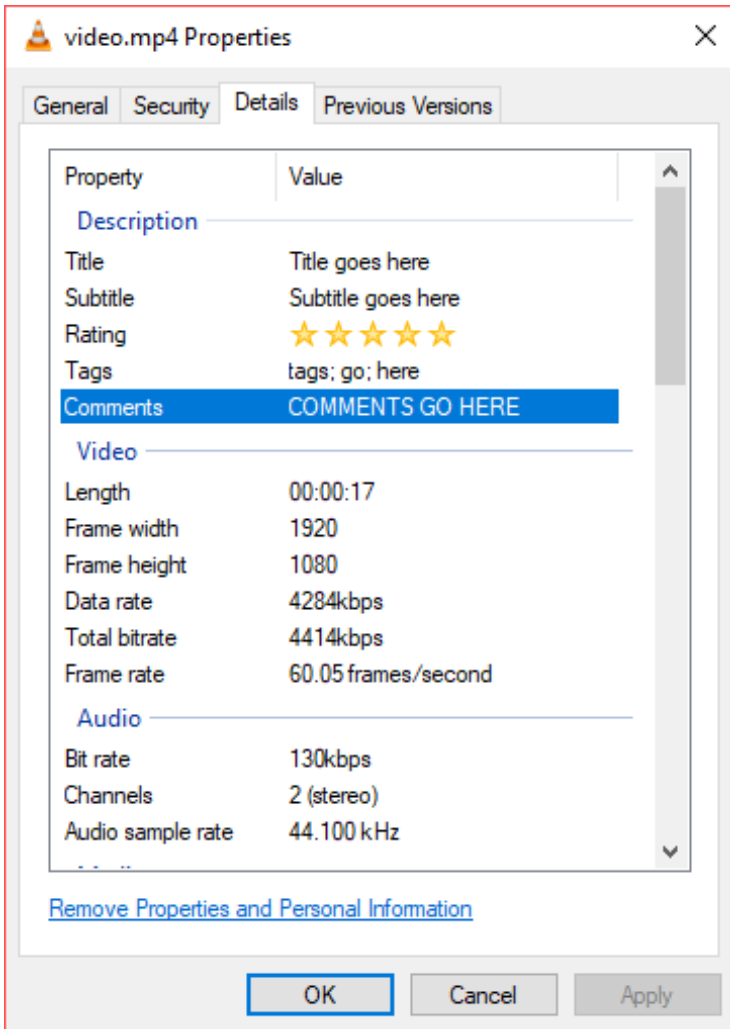 video.mp4 Properties
General Security Details Previous Versions
Property Value
Description
Title Title goes here
Subtitle Subtitle goes here
Rating
Tags tags; go; here
Comments COMMENTS GO HERE
Video
Length 00:00:17
Frame width 1920
Frame height 1080
Data rate 4284kbps
Total bitrate 4414kbps
Frame rate 60.05 frames/second
Audio
Bit rate 130kbps
Channels 2 (stereo)
Audio sample rate 44.100 kHz
Remove Properties and Personal Information
OK Cancel Apply